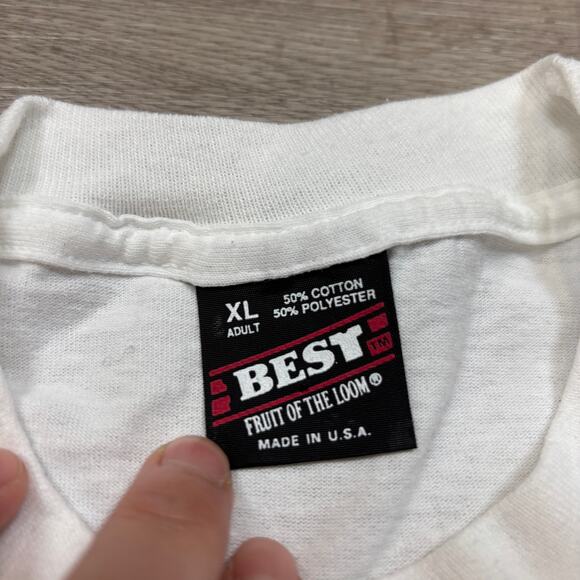 XL 50% COTTON
ADULT 50% POLYESTER
BEST TM
FRUIT OF THE LOOM®
MADE IN U.S.A.